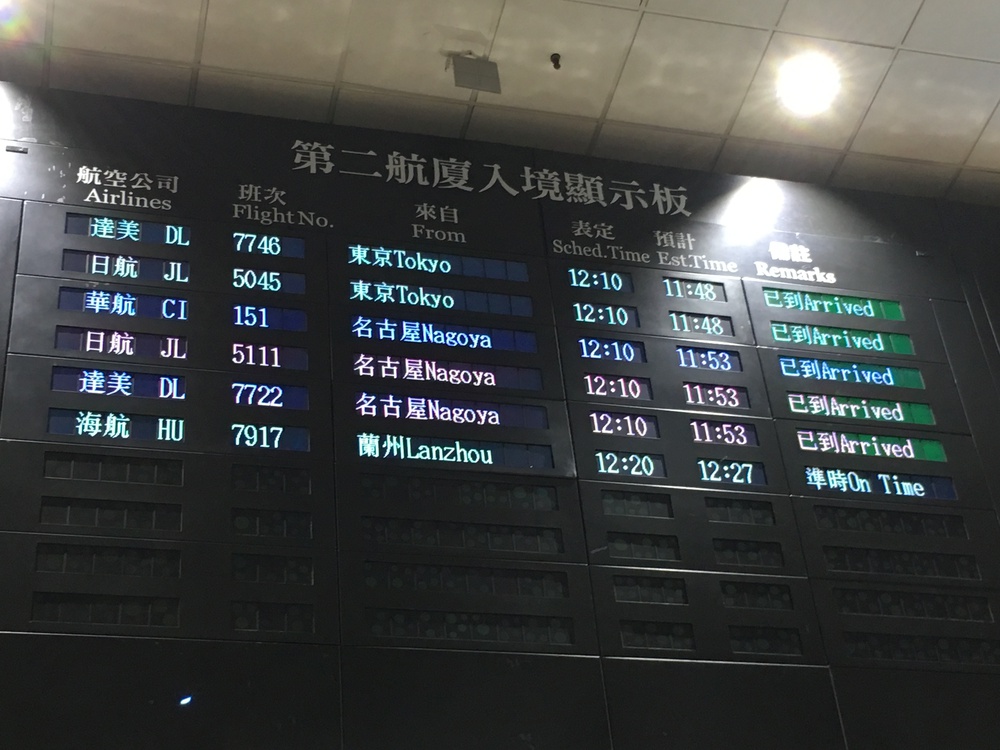 第二航廈入境顯示板
航空公司 班次 來自 表定 預計 備註
Airlines Flight No. From Sched.Time Est.Time Remarks
達美 DL 7746 東京Tokyo 12:10 11:48 已到Arrived
日航 JL 5045 東京Tokyo 12:10 11:48 已到Arrived
華航 CI 151 名古屋Nagoya 12:10 11:53 已到Arrived
日航 JL 5111 名古屋Nagoya 12:10 11:53 已到Arrived
達美 DL 7722 名古屋Nagoya 12:10 11:53 已到Arrived
海航 HU 7917 蘭州Lanzhou 12:20 12:27 準時On Time